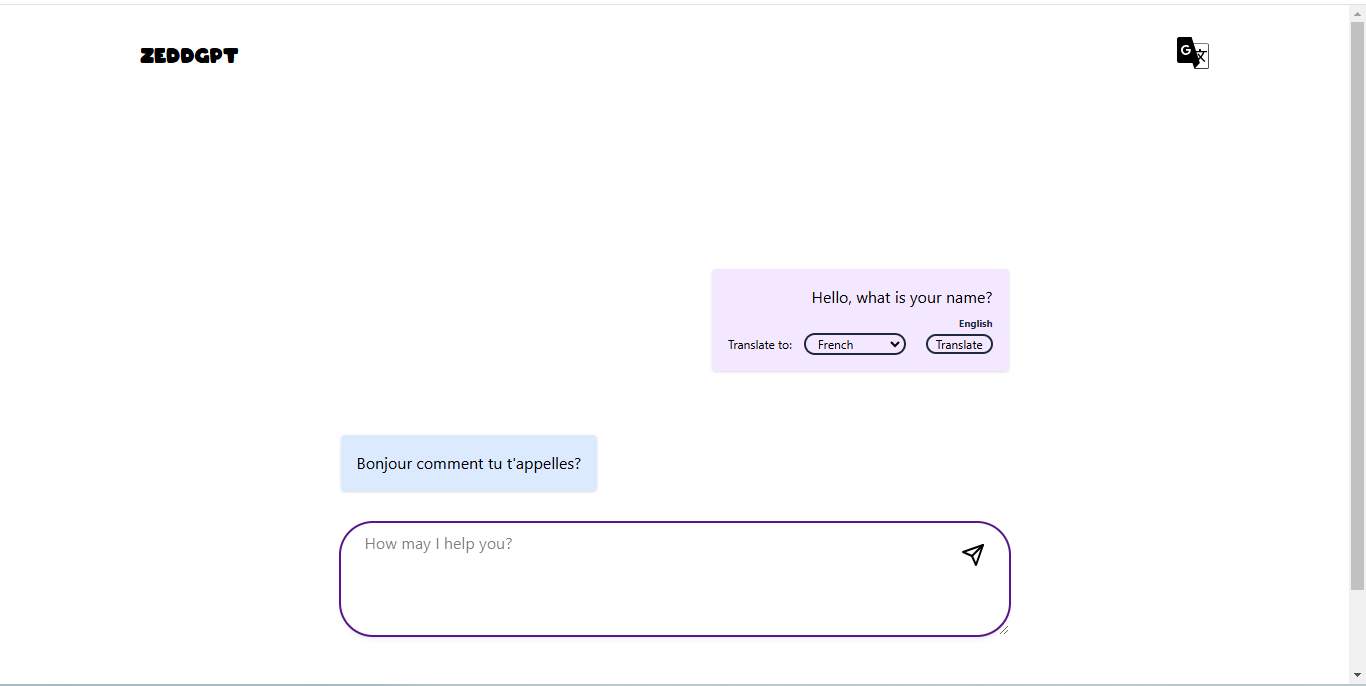 ZEDDGPT
G 文
Hello, what is your name?
English
Translate to: French Translate
Bonjour comment tu t'appelles?
How may I help you?